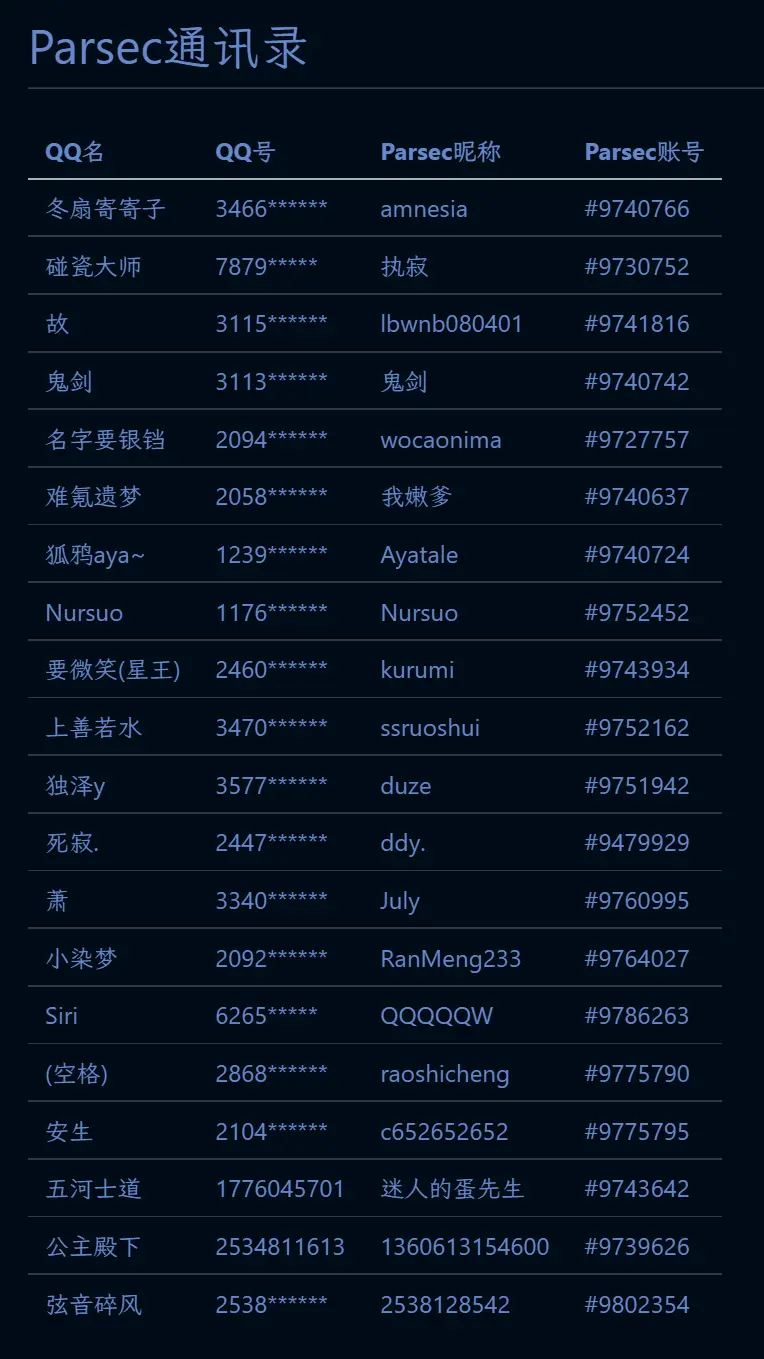 Parsec通讯录
QQ名 QQ号 Parsec昵称 Parsec账号
冬扇寄寄子 3466****** amnesia #9740766
碰瓷大师 7879***** 执寂 #9730752
故 3115****** lbwnb080401 #9741816
鬼剑 3113****** 鬼剑 #9740742
名字要银铛 2094****** wocaonima #9727757
难氪遗梦 2058****** 我嫩爹 #9740637
狐鸦aya~ 1239****** Ayatale #9740724
Nursuo 1176****** Nursuo #9752452
要微笑(星王) 2460****** kurumi #9743934
上善若水 3470****** ssruoshui #9752162
独泽y 3577****** duze #9751942
死寂. 2447****** ddy. #9479929
萧 3340****** July #9760995
小染梦 2092****** RanMeng233 #9764027
Siri 6265***** QQQQQW #9786263
(空格) 2868****** raoshicheng #9775790
安生 2104****** c652652652 #9775795
五河士道 1776045701 迷人的蛋先生 #9743642
公主殿下 2534811613 1360613154600 #9739626
弦音碎风 2538****** 2538128542 #9802354